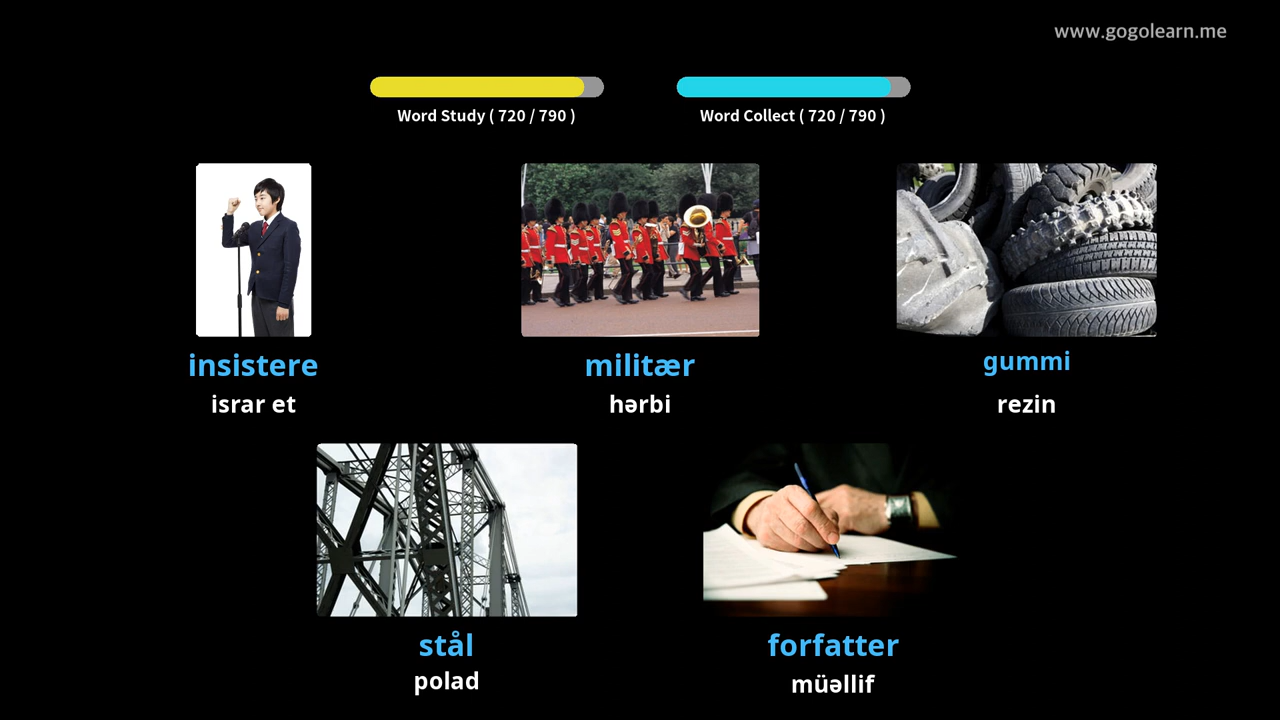 www.gogolearn.me
Word Study ( 720 / 790 )
Word Collect ( 720 / 790 )
insistere
israr et
militær
hərbi
gummi
rezin
stål
polad
forfatter
müəllif